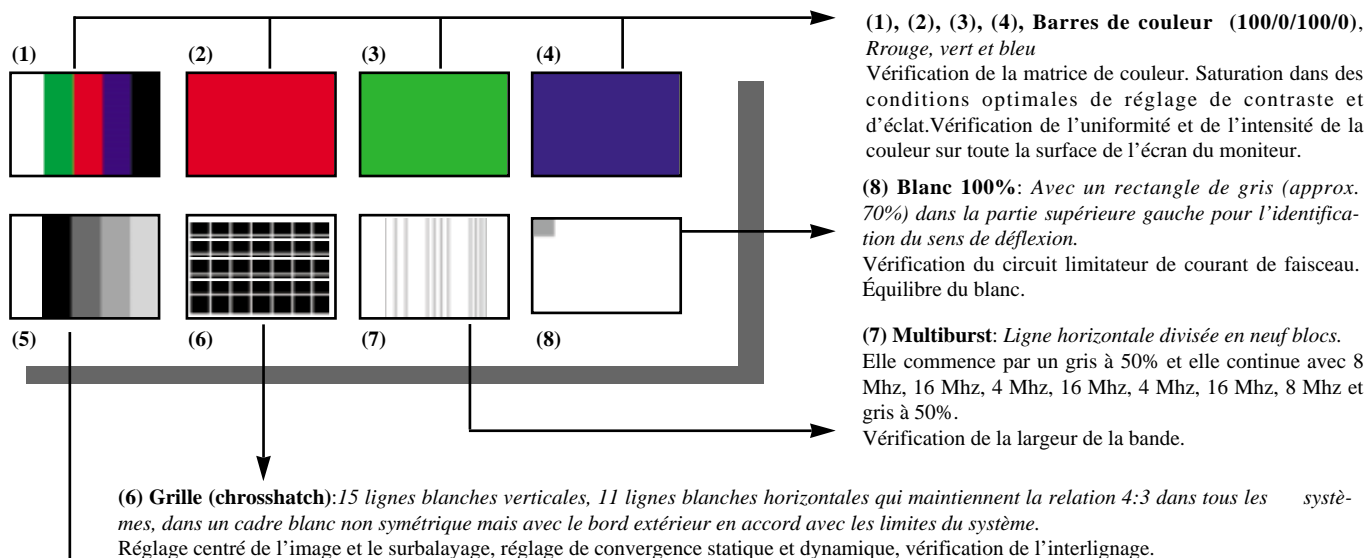 (1)
(2)
(3)
(4)
(5)
(6)
(7)
(8)
(1), (2), (3), (4), Barres de couleur (100/0/100/0),
Rrouge, vert et bleu
Vérification de la matrice de couleur. Saturation dans des
conditions optimales de réglage de contraste et
d’éclat.Vérification de l’uniformité et de l’intensité de la
couleur sur toute la surface de l’écran du moniteur.
(8) Blanc 100%: Avec un rectangle de gris (approx.
70%) dans la partie supérieure gauche pour l’identifica-
tion du sens de déflexion.
Vérification du circuit limitateur de courant de faisceau.
Équilibre du blanc.
(7) Multiburst: Ligne horizontale divisée en neuf blocs.
Elle commence par un gris à 50% et elle continue avec 8
Mhz, 16 Mhz, 4 Mhz, 16 Mhz, 4 Mhz, 16 Mhz, 8 Mhz et
gris à 50%.
Vérification de la largeur de la bande.
(6) Grille (chrosshatch):15 lignes blanches verticales, 11 lignes blanches horizontales qui maintiennent la relation 4:3 dans tous les systè-
mes, dans un cadre blanc non symétrique mais avec le bord extérieur en accord avec les limites du système.
Réglage centré de l’image et le surbalayage, réglage de convergence statique et dynamique, vérification de l’interlignage.